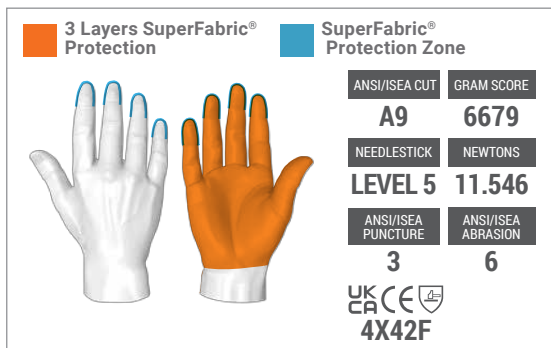 3 Layers SuperFabric®
Protection
SuperFabric®
Protection Zone
ANSI/ISEA CUT
GRAM SCORE
A9
6679
NEEDLESTICK
NEWTONS
LEVEL 5
11.546
ANSI/ISEA
PUNCTURE
ANSI/ISEA
ABRASION
3
6
UK
CA CE
4X42F